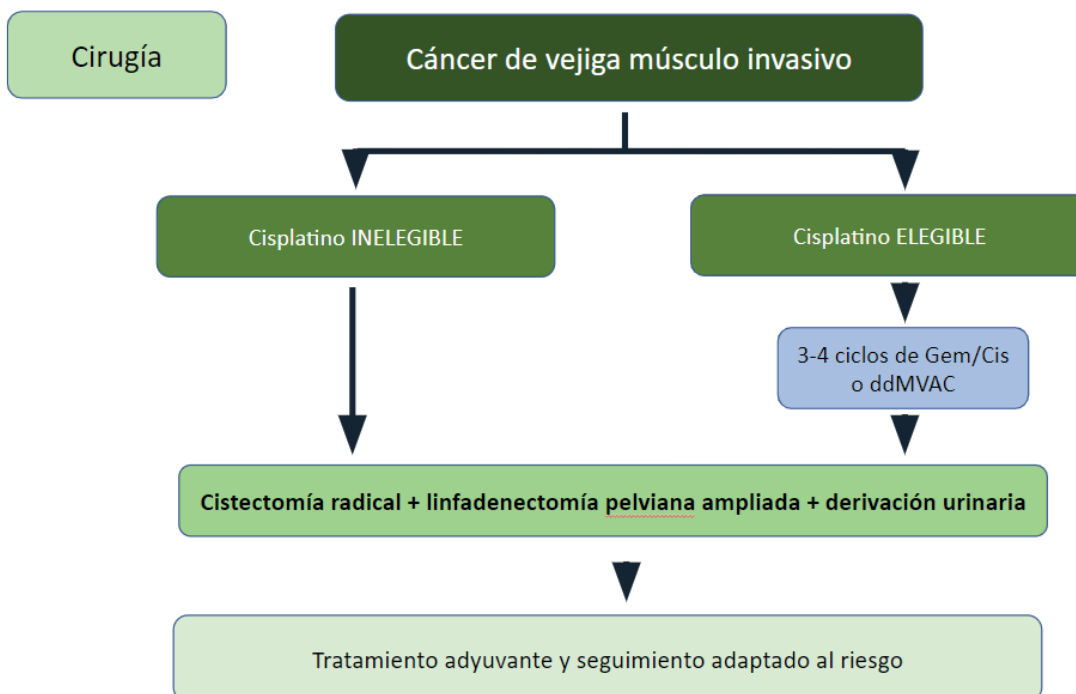 Cirugía
Cáncer de vejiga músculo invasivo
Cisplatino INELEGIBLE
Cisplatino ELEGIBLE
3-4 ciclos de Gem/Cis
o ddMVAC
Cistectomía radical + linfadenectomía pelviana ampliada + derivación urinaria
Tratamiento adyuvante y seguimiento adaptado al riesgo